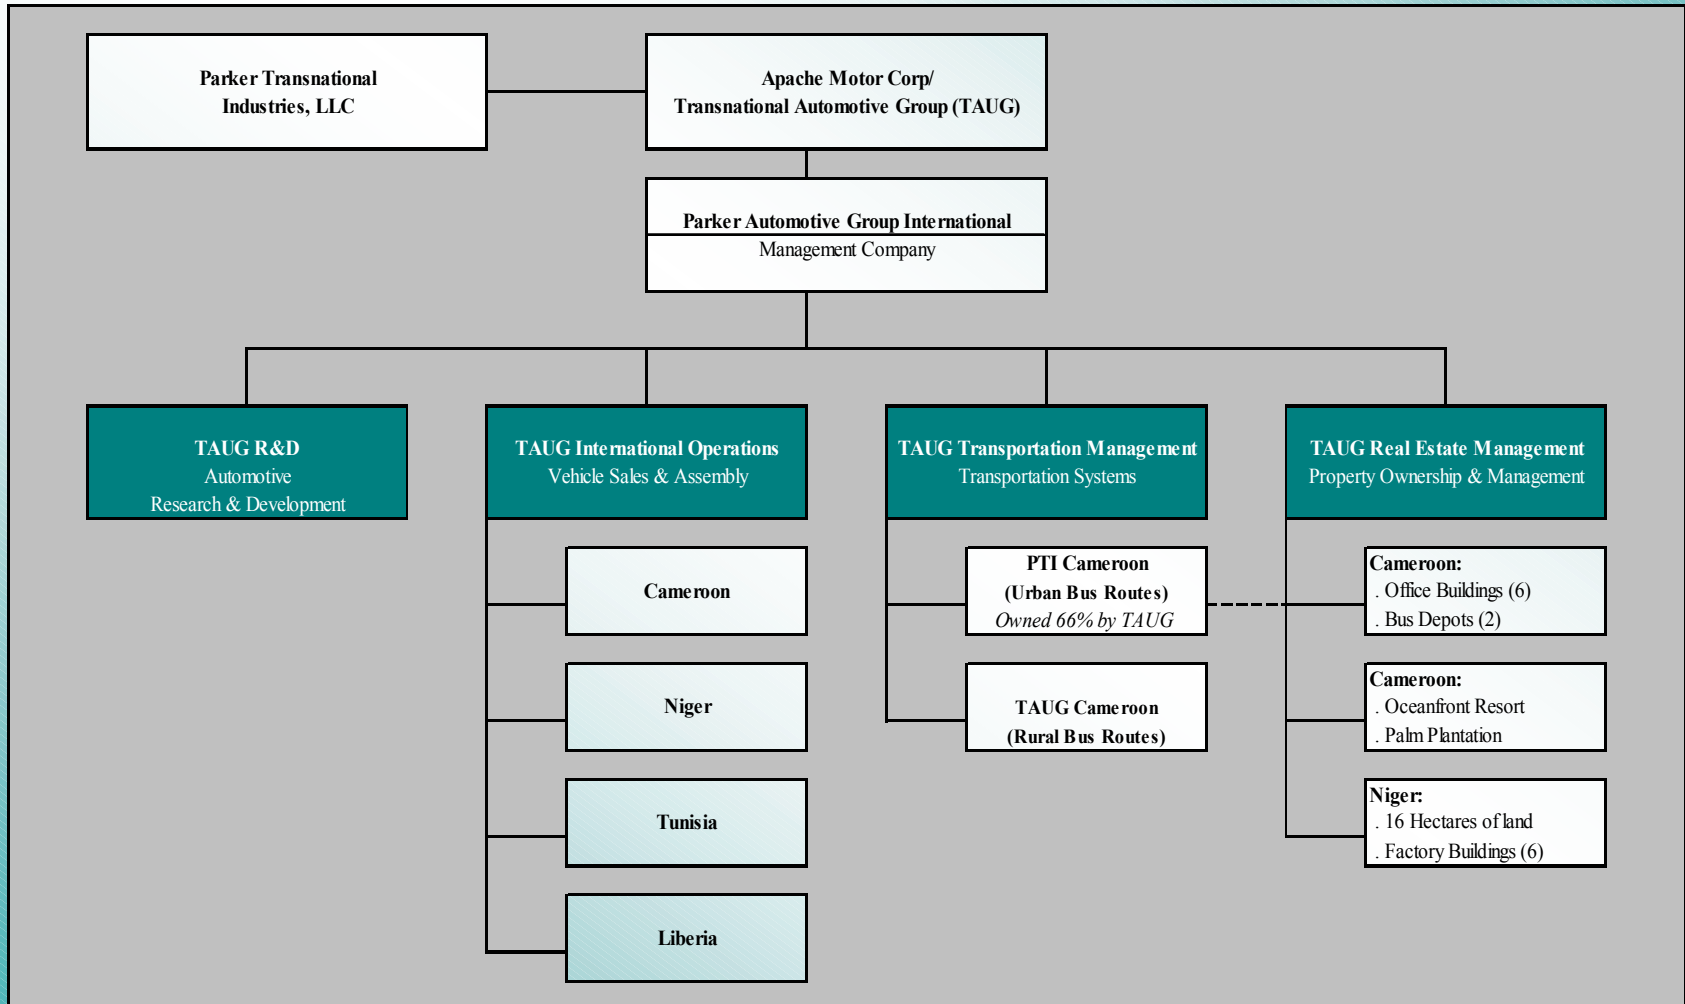 Parker Transnational
Industries, LLC
Apache Motor Corp/
Transnational Automotive Group (TAUG)
Parker Automotive Group International
Management Company
TAUG R&D
Automotive
Research & Development
TAUG International Operations
Vehicle Sales & Assembly
Cameroon
Niger
Tunisia
Liberia
TAUG Transportation Management
Transportation Systems
PTI Cameroon
(Urban Bus Routes)
Owned 66% by TAUG
TAUG Cameroon
(Rural Bus Routes)
TAUG Real Estate Management
Property Ownership & Management
Cameroon:
. Office Buildings (6)
. Bus Depots (2)
Cameroon:
. Oceanfront Resort
. Palm Plantation
Niger:
. 16 Hectares of land
. Factory Buildings (6)